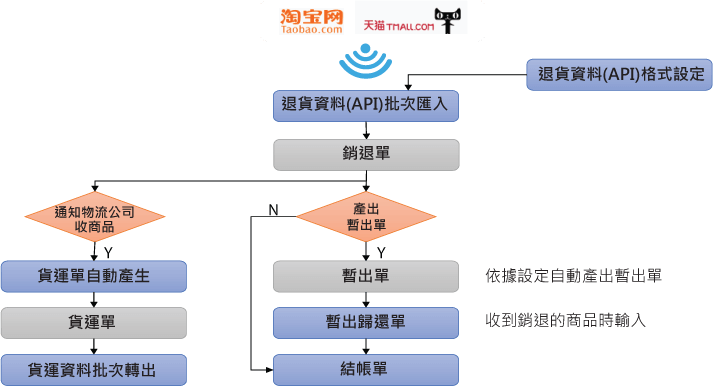 淘宝网
Taobao.com
天猫 TMALL.COM
退貨資料(API)格式設定
退貨資料(API)批次匯入
銷退單
通知物流公司
收商品
產出
暫出單
N
Y
Y
貨運單自動產生
暫出單
依據設定自動產出暫出單
貨運單
暫出歸還單
收到銷退的商品時輸入
貨運資料批次轉出
結帳單